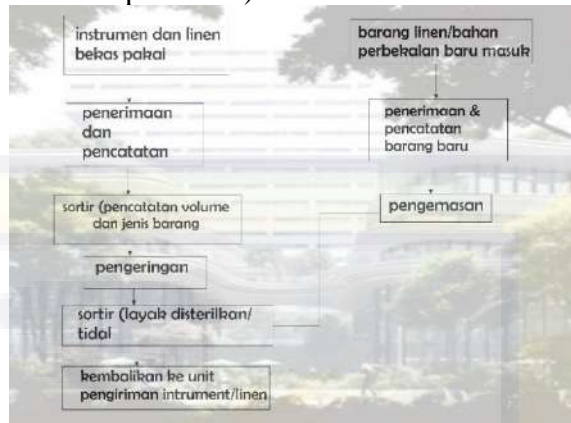 instrumen dan linen
bekas pakai
penerimaan
dan
pencatatan
sortir (pencatatan volume
dan jenis barang
pengeringan
sortir (layak disterilkan/
tidal
kembalikan ke unit
pengiriman intrument/linen
barang linen/bahan
perbekalan baru masuk
penerimaan &
pencatatan
barang baru
pengemasan